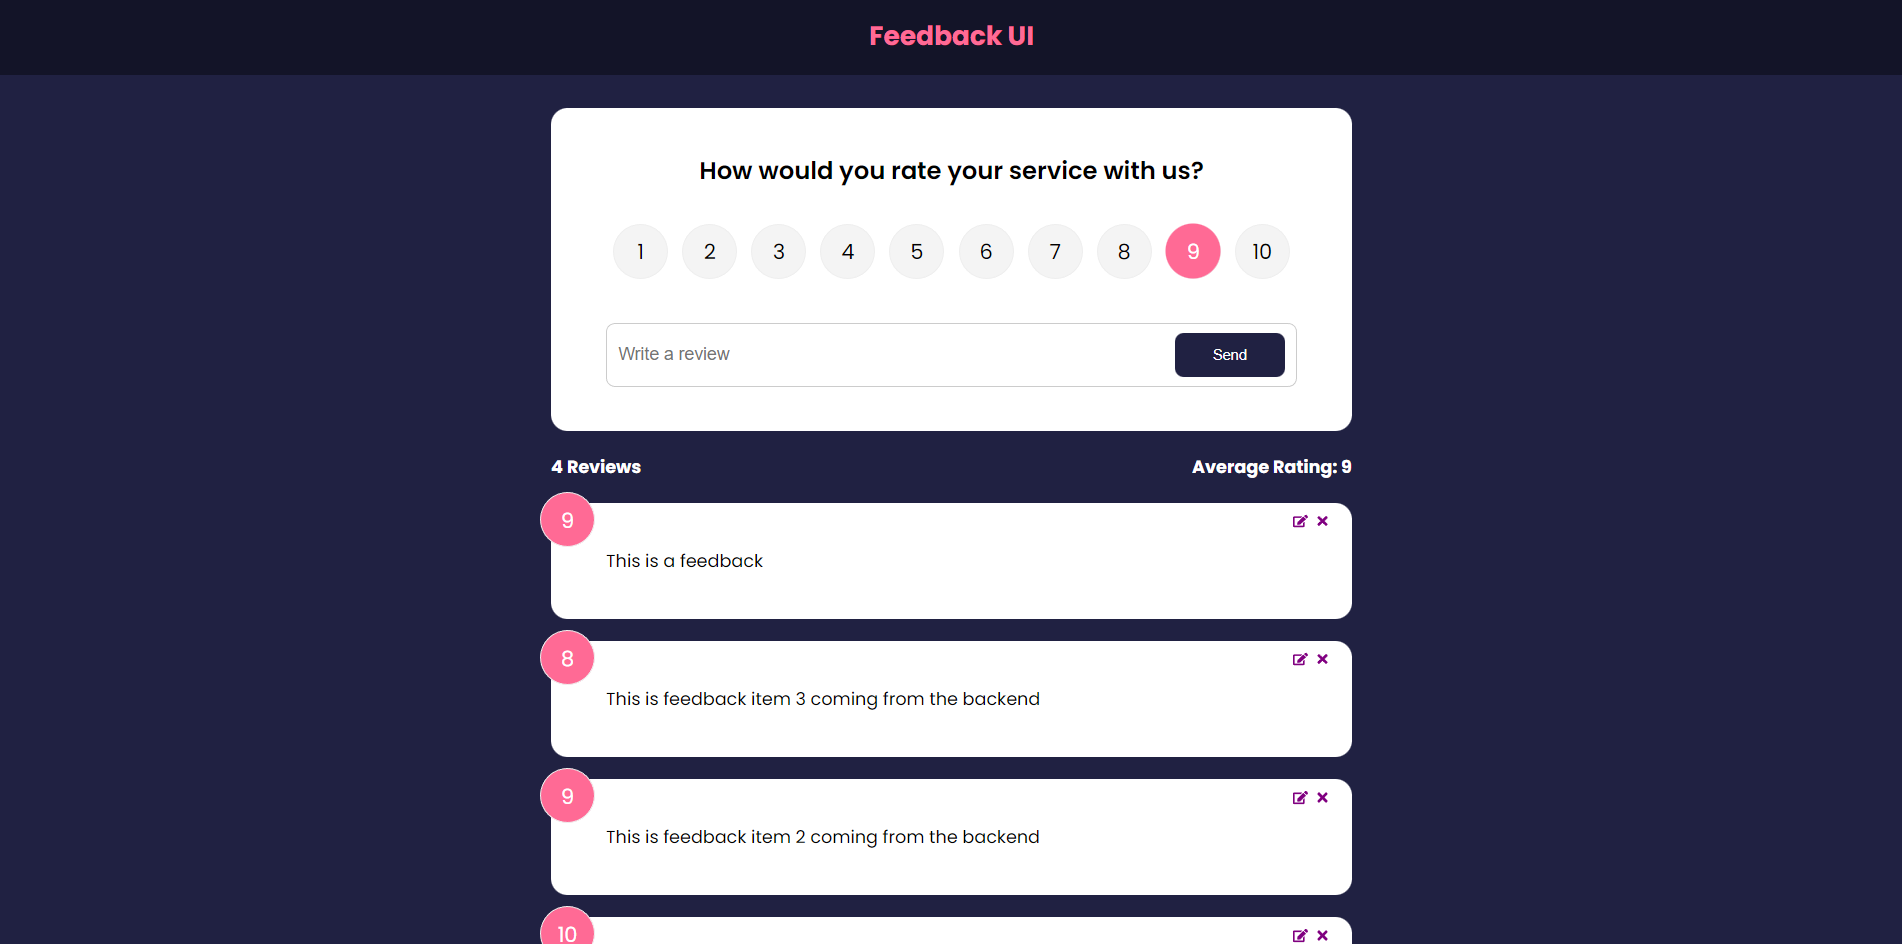 Feedback UI
How would you rate your service with us?
1 2 3 4 5 6 7 8 9 10
Write a review Send
4 Reviews Average Rating: 9
9
This is a feedback
8
This is feedback item 3 coming from the backend
9
This is feedback item 2 coming from the backend
10